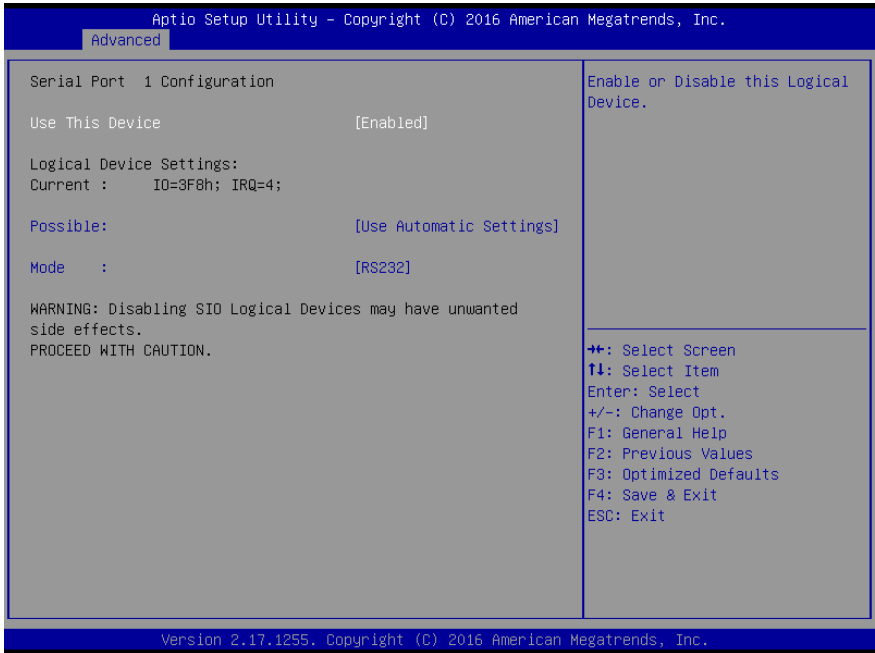 Aptio Setup Utility – Copyright (C) 2016 American Megatrends, Inc.
Advanced
Serial Port 1 Configuration
Use This Device [Enabled]
Logical Device Settings:
Current : IO=3F8h; IRQ=4;
Possible: [Use Automatic Settings]
Mode : [RS232]
WARNING: Disabling SIO Logical Devices may have unwanted
side effects.
PROCEED WITH CAUTION.
Enable or Disable this Logical
Device.
→←: Select Screen
↑↓: Select Item
Enter: Select
+/-: Change Opt.
F1: General Help
F2: Previous Values
F3: Optimized Defaults
F4: Save & Exit
ESC: Exit
Version 2.17.1255. Copyright (C) 2016 American Megatrends, Inc.